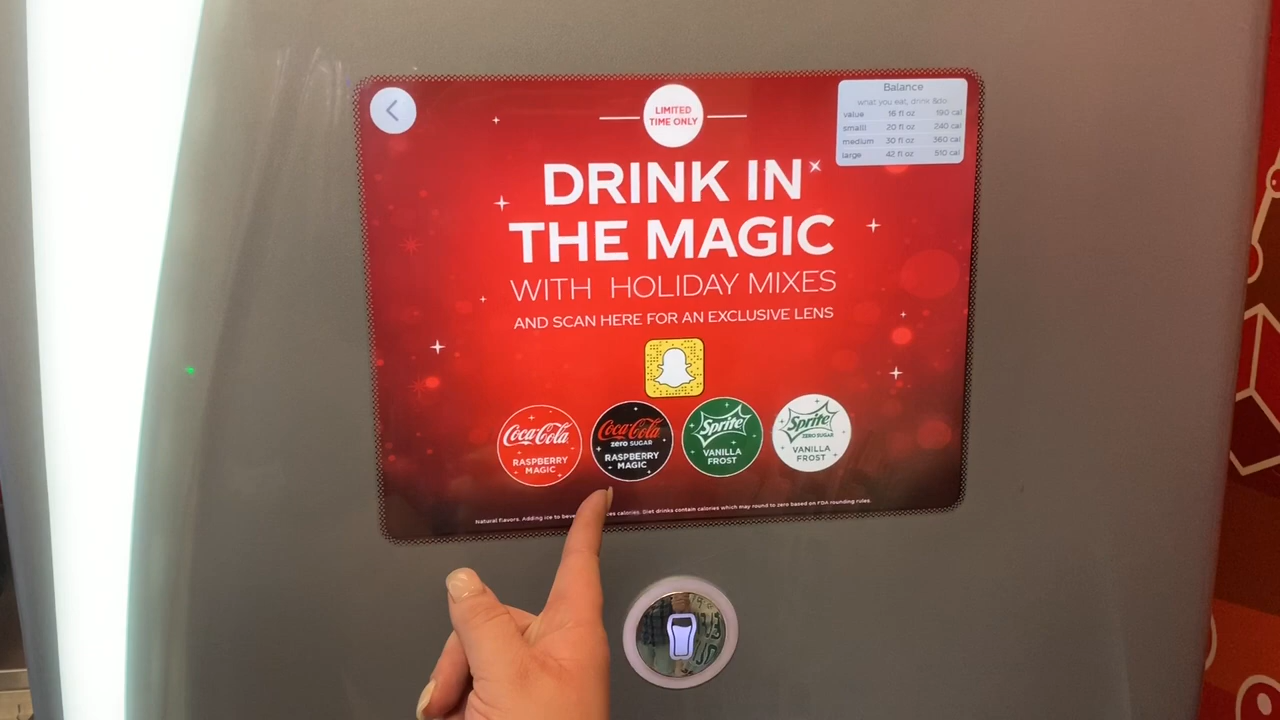 LIMITED
TIME ONLY
Balance
what you eat, drink &do
value 16 fl oz 190 cal
smalll 20 fl oz 240 cal
medium 30 fl oz 360 cal
large 42 fl oz 510 cal
DRINK IN
THE MAGIC
WITH HOLIDAY MIXES
AND SCAN HERE FOR AN EXCLUSIVE LENS
Coca-Cola
RASPBERRY
MAGIC
Coca-Cola
zero SUGAR
RASPBERRY
MAGIC
Sprite
VANILLA
FROST
Sprite
ZERO SUGAR
VANILLA
FROST
Natural flavors. Adding ice to calories. Diet drinks contain calories which may round to zero based on FDA rounding rules.